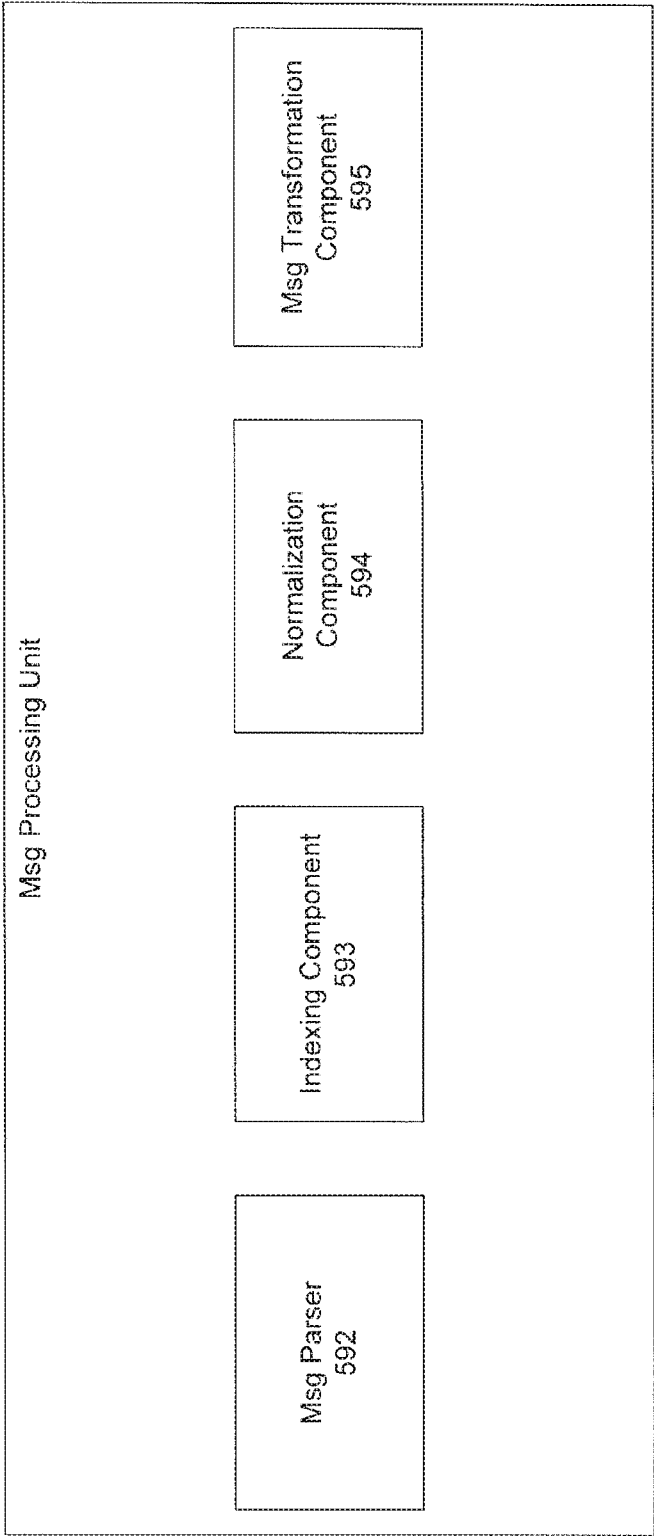 Msg Processing Unit
Msg Parser
592
Indexing Component
593
Normalization
Component
594
Msg Transformation
Component
595